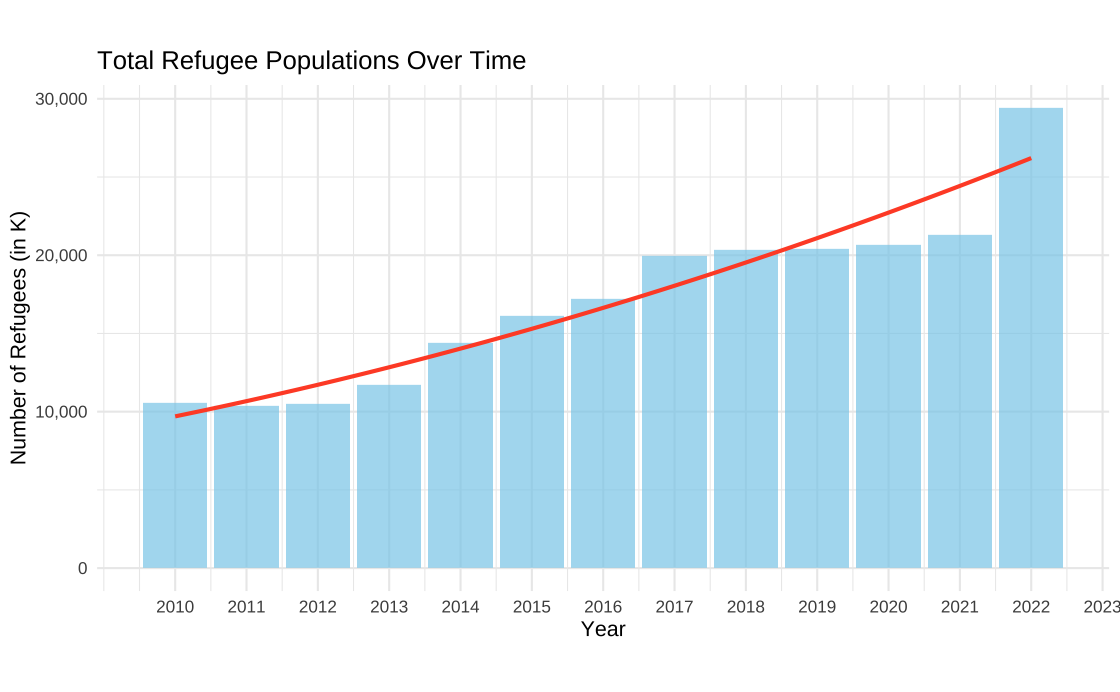 Total Refugee Populations Over Time
30,000
20,000
10,000
0
Number of Refugees (in K)
2010 2011 2012 2013 2014 2015 2016 2017 2018 2019 2020 2021 2022 2023
Year